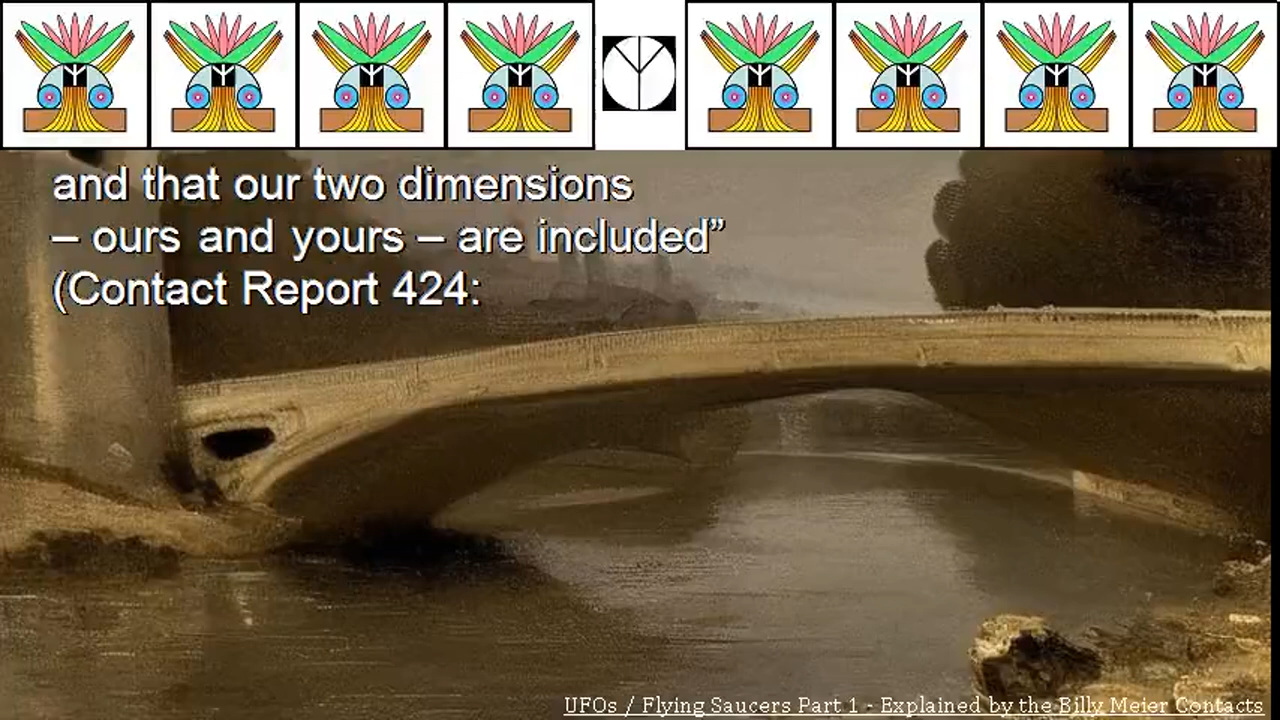 and that our two dimensions
– ours and yours – are included”
(Contact Report 424:
UFOs / Flying Saucers Part 1 - Explained by the Billy Meier Contacts